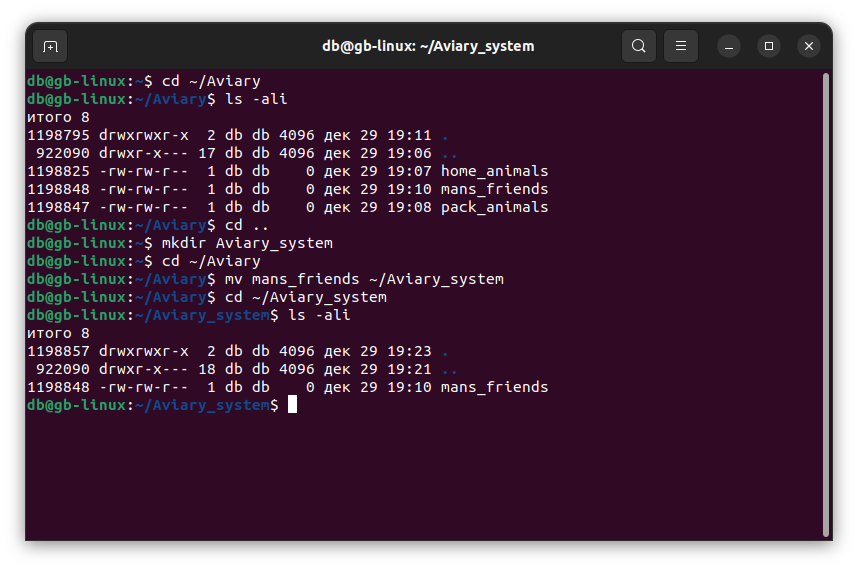 db@gb-linux: ~/Aviary_system
db@gb-linux:~$ cd ~/Aviary
db@gb-linux:~/Aviary$ ls -ali
итого 8
1198795 drwxrwxr-x  2 db db 4096 дек 29 19:11 .
 922090 drwxr-x--- 17 db db 4096 дек 29 19:06 ..
1198825 -rw-rw-r--  1 db db    0 дек 29 19:07 home_animals
1198848 -rw-rw-r--  1 db db    0 дек 29 19:10 mans_friends
1198847 -rw-rw-r--  1 db db    0 дек 29 19:08 pack_animals
db@gb-linux:~/Aviary$ cd ..
db@gb-linux:~$ mkdir Aviary_system
db@gb-linux:~$ cd ~/Aviary
db@gb-linux:~/Aviary$ mv mans_friends ~/Aviary_system
db@gb-linux:~/Aviary$ cd ~/Aviary_system
db@gb-linux:~/Aviary_system$ ls -ali
итого 8
1198857 drwxrwxr-x  2 db db 4096 дек 29 19:23 .
 922090 drwxr-x--- 18 db db 4096 дек 29 19:21 ..
1198848 -rw-rw-r--  1 db db    0 дек 29 19:10 mans_friends
db@gb-linux:~/Aviary_system$